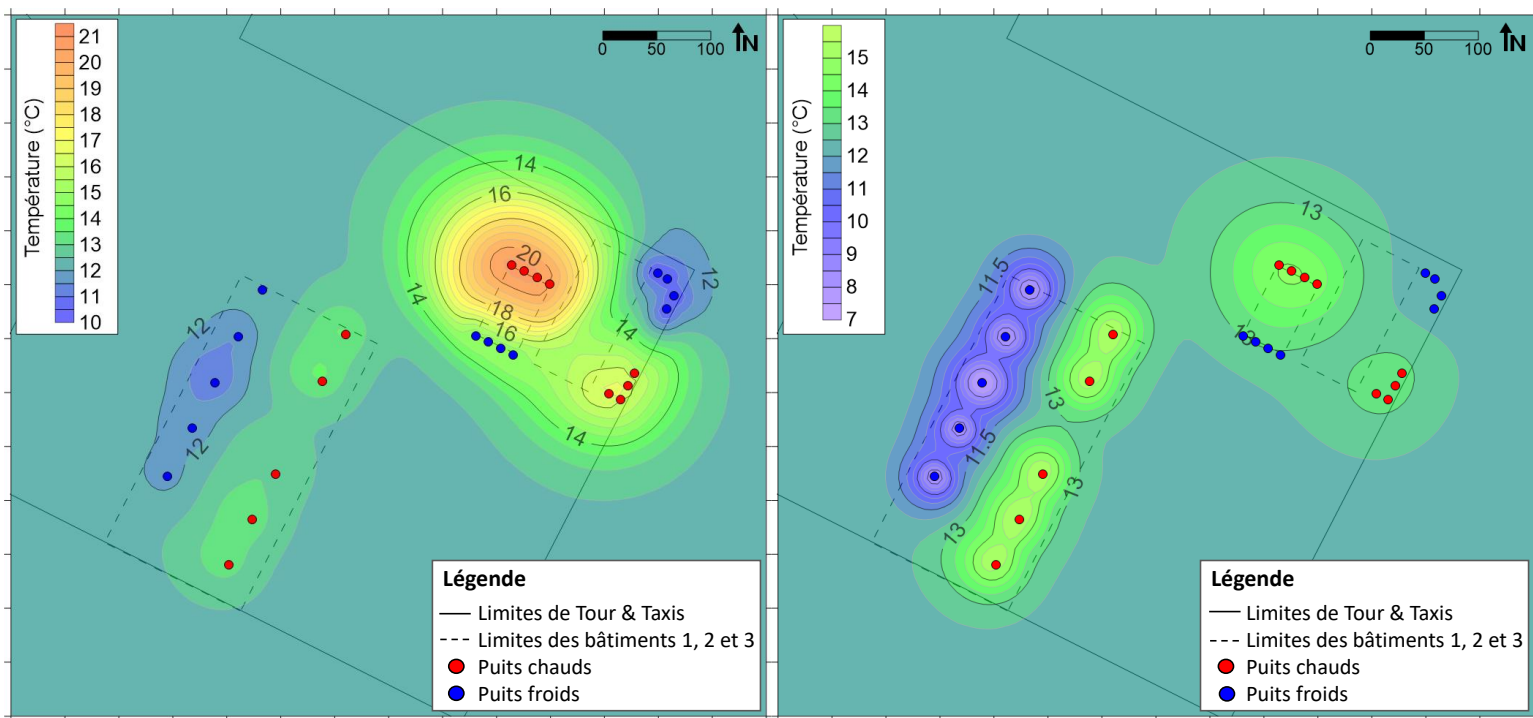 Température (°C)
21
20
19
18
17
16
15
14
13
12
11
10
0 50 100
N
14
16
20
18
16
14
14
14
12
12
12
Légende
Limites de Tour & Taxis
Limites des bâtiments 1, 2 et 3
Puits chauds
Puits froids
Température (°C)
15
14
13
12
11
10
9
8
7
0 50 100
N
13
11.5
13
13
11.5
13
13
Légende
Limites de Tour & Taxis
Limites des bâtiments 1, 2 et 3
Puits chauds
Puits froids